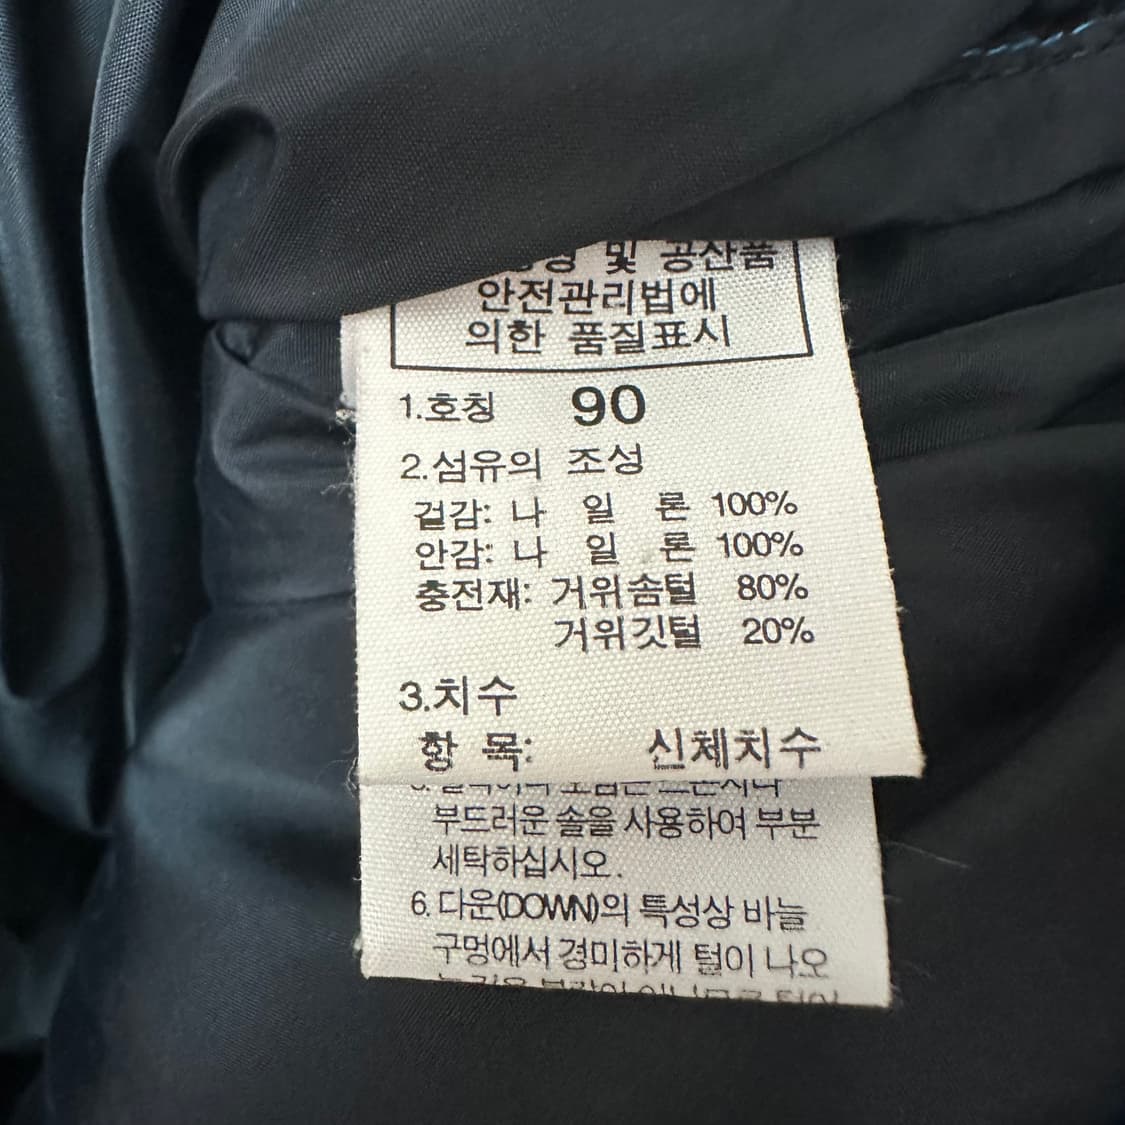 및 공산품
안전관리법에
의한 품질표시
1.호칭 90
2.섬유의 조성
겉감: 나 일 론 100%
안감: 나 일 론 100%
충전재: 거위솜털 80%
거위깃털 20%
3.치수
항 목: 신체치수
부드러운 솔을 사용하여 부분
세탁하십시오.
6. 다운(DOWN)의 특성상 바늘
구멍에서 경미하게 털이 나오